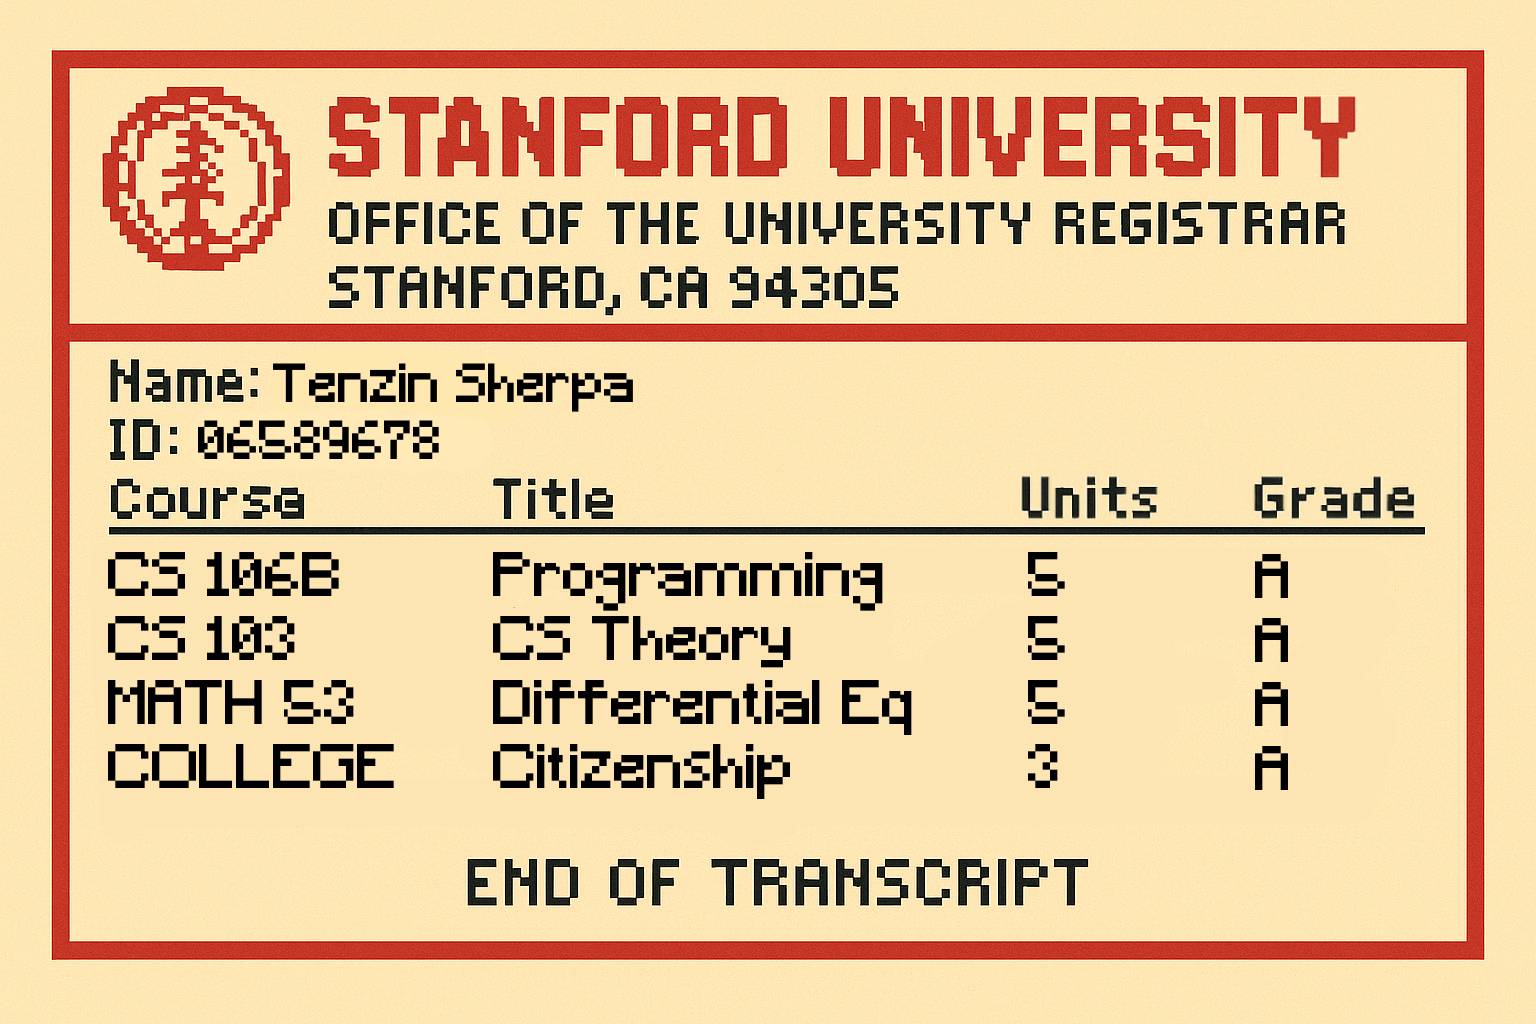 STANFORD UNIVERSITY
OFFICE OF THE UNIVERSITY REGISTRAR
STANFORD, CA 94305
Name: Tenzin Sherpa
ID: 06589678
Course Title Units Grade
CS 106B Programming 5 A
CS 103 CS Theory 5 A
MATH 53 Differential Eq 5 A
COLLEGE Citizenship 3 A
END OF TRANSCRIPT